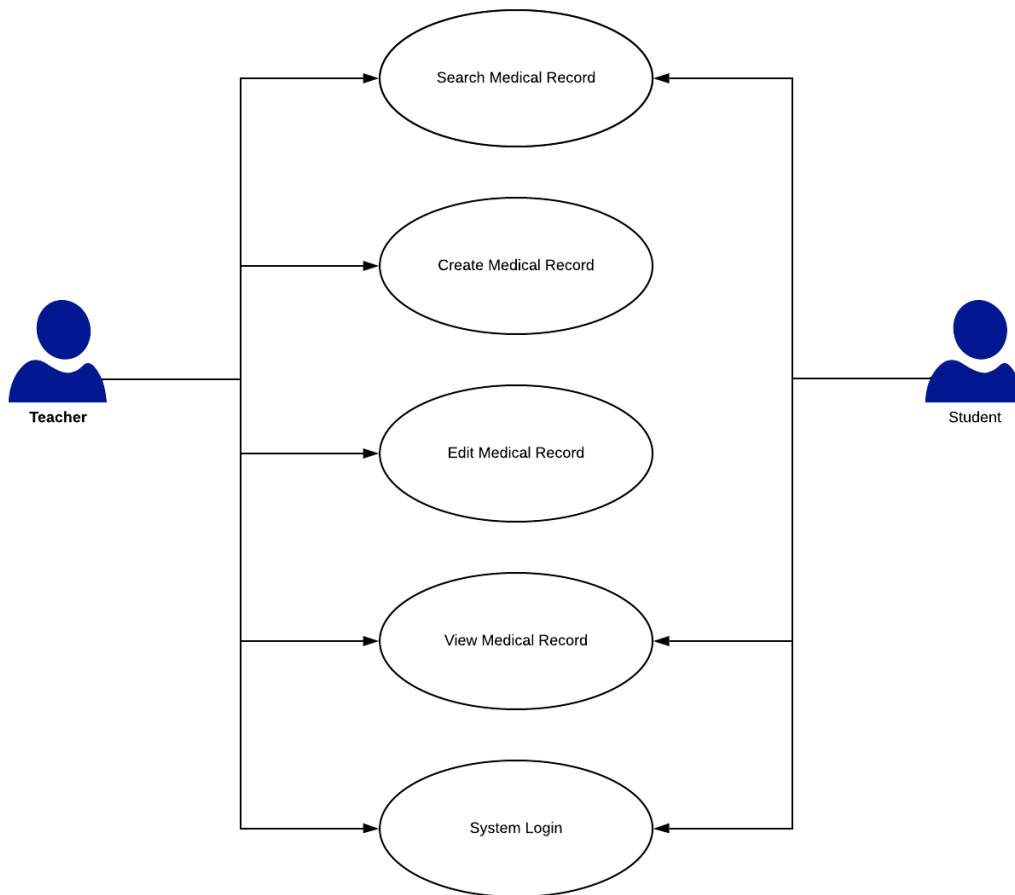 Search Medical Record
Create Medical Record
Teacher
Student
Edit Medical Record
View Medical Record
System Login